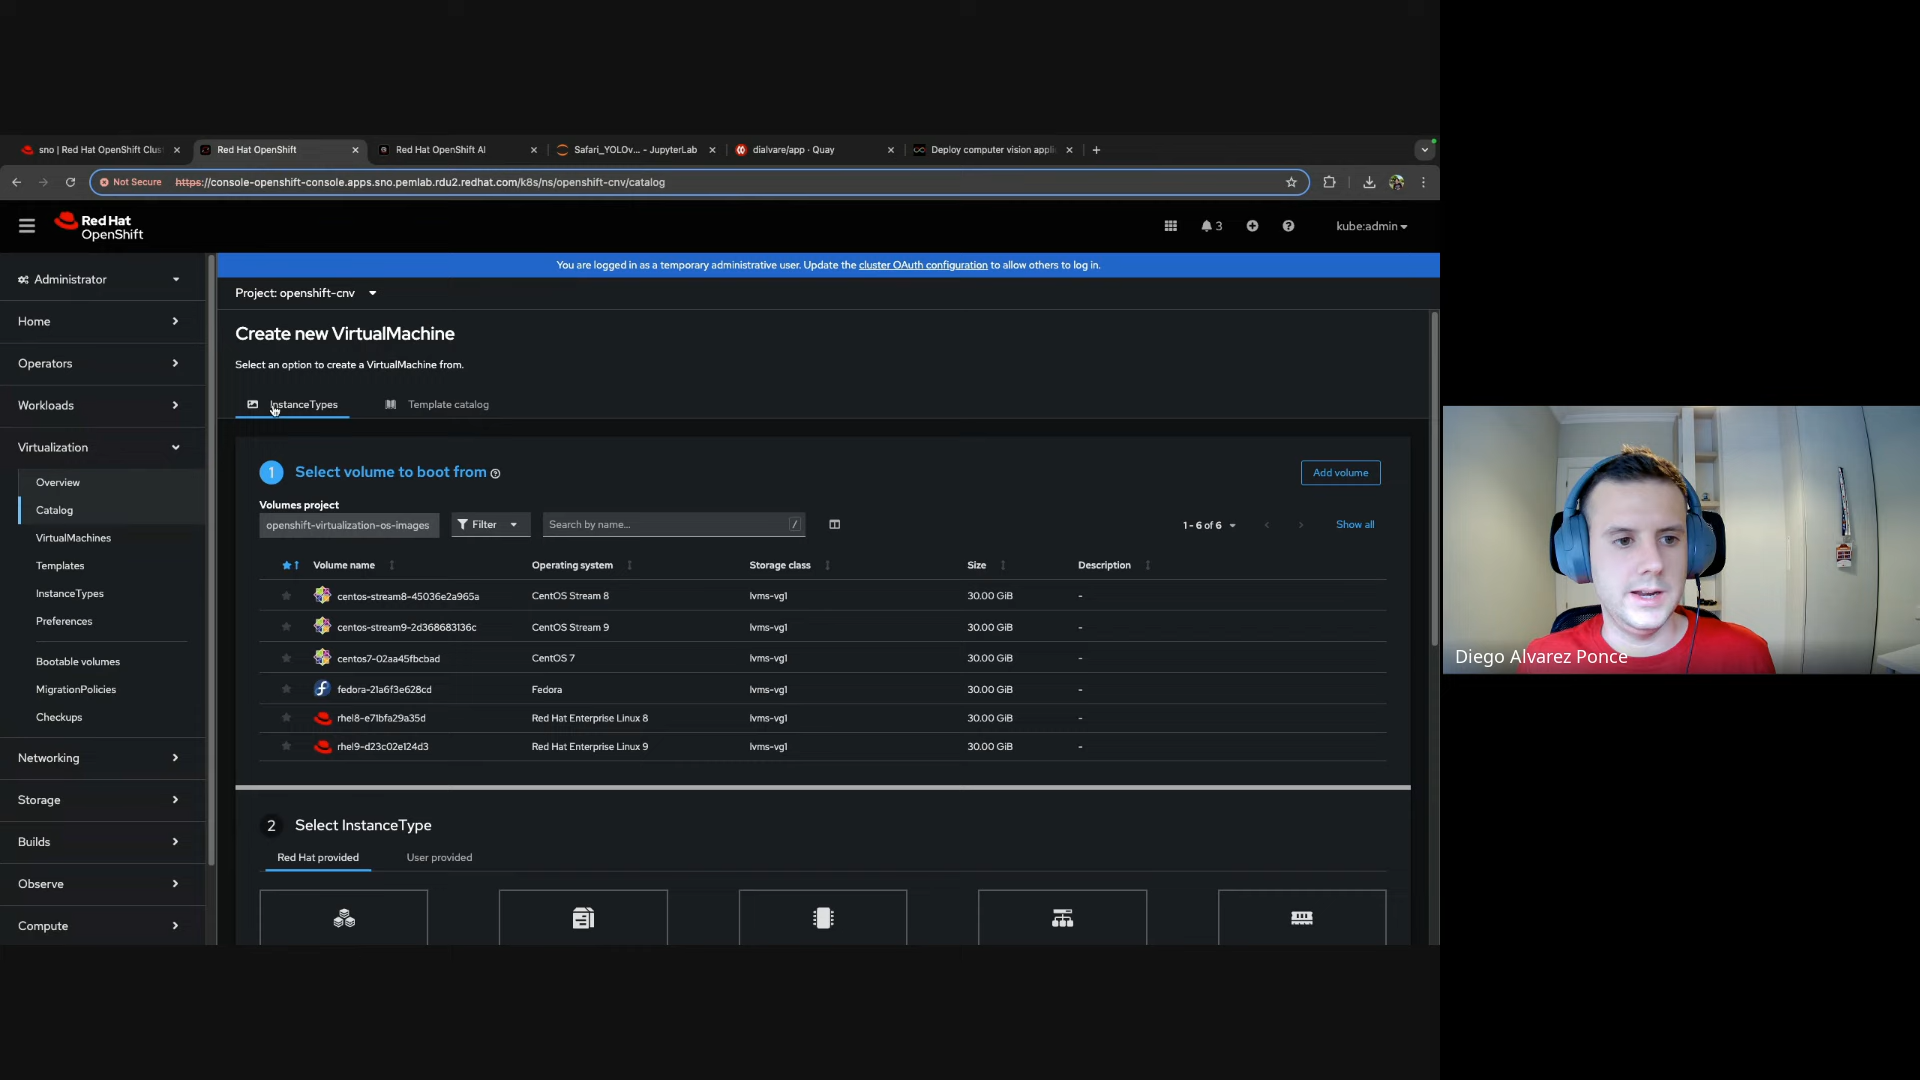 sno | Red Hat OpenShift Clus
Red Hat OpenShift
Red Hat OpenShift AI
Safari_YOLOv... - JupyterLab
dialvare/app · Quay
Deploy computer vision appli
Not Secure
https://console-openshift-console.apps.sno.pemlab.rdu2.redhat.com/k8s/ns/openshift-cnv/catalog
Red Hat
OpenShift
3
kube:admin
You are logged in as a temporary administrative user. Update the cluster OAuth configuration to allow others to log in.
Administrator
Home
Operators
Workloads
Virtualization
Overview
Catalog
VirtualMachines
Templates
InstanceTypes
Preferences
Bootable volumes
MigrationPolicies
Checkups
Networking
Storage
Builds
Observe
Compute
Project: openshift-cnv
Create new VirtualMachine
Select an option to create a VirtualMachine from.
InstanceTypes
Template catalog
1 Select volume to boot from
Add volume
Volumes project
openshift-virtualization-os-images
Filter
Search by name...
/
1 - 6 of 6
Show all
Volume name Operating system Storage class Size Description
centos-stream8-45036e2a965a CentOS Stream 8 lvms-vg1 30.00 GiB -
centos-stream9-2d368683136c CentOS Stream 9 lvms-vg1 30.00 GiB -
centos7-02aa45fbcbad CentOS 7 lvms-vg1 30.00 GiB -
fedora-21a6f3e628cd Fedora lvms-vg1 30.00 GiB -
rhel8-e71bfa29a35d Red Hat Enterprise Linux 8 lvms-vg1 30.00 GiB -
rhel9-d23c02e124d3 Red Hat Enterprise Linux 9 lvms-vg1 30.00 GiB -
2 Select InstanceType
Red Hat provided
User provided
Diego Alvarez Ponce